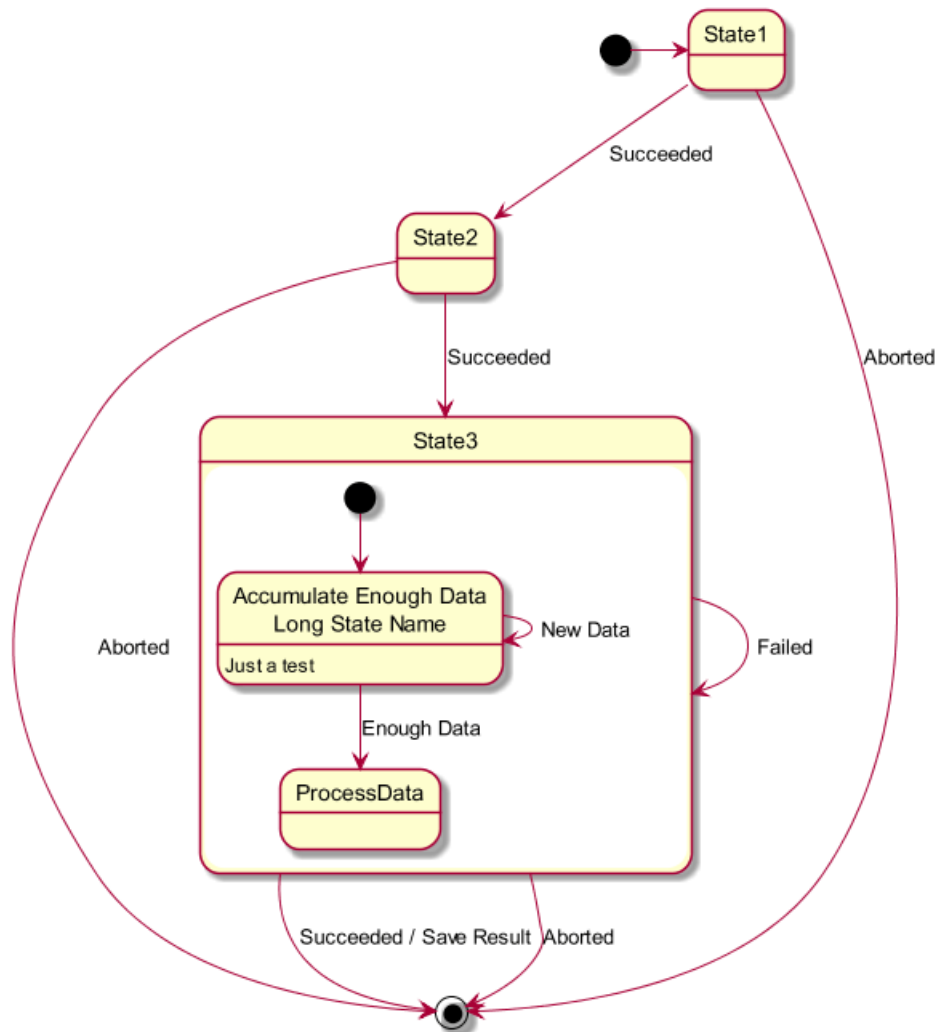 State1
Succeeded
State2
Succeeded
Aborted
State3
Accumulate Enough Data
Long State Name
New Data
Just a test
Aborted
Failed
Enough Data
ProcessData
Succeeded / Save Result
Aborted